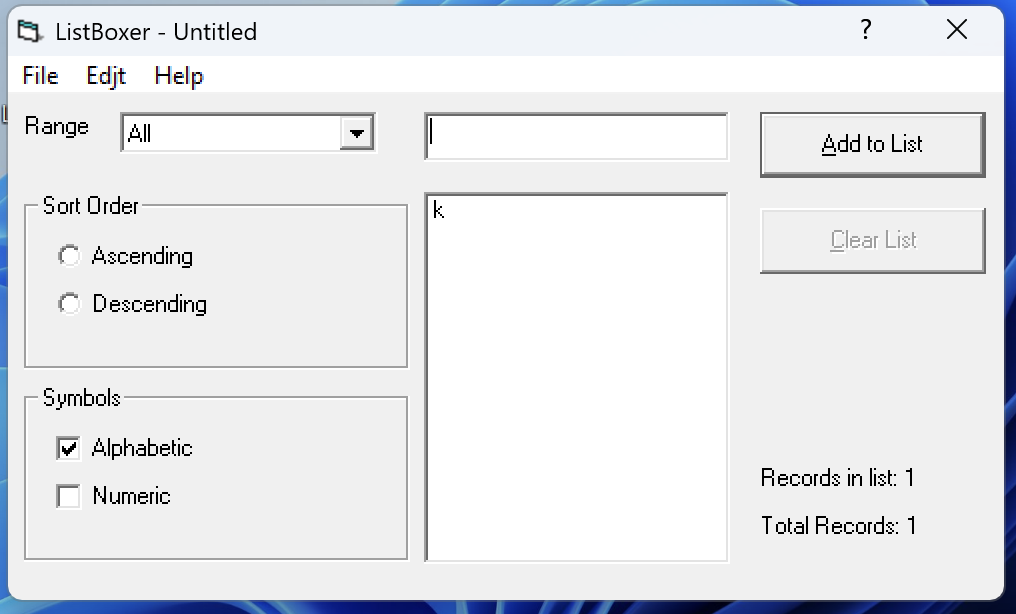 ListBoxer - Untitled
File Edjt Help
Range
All
Add to List
Sort Order
k
Clear List
Ascending
Descending
Symbols
Alphabetic
Numeric
Records in list: 1
Total Records: 1